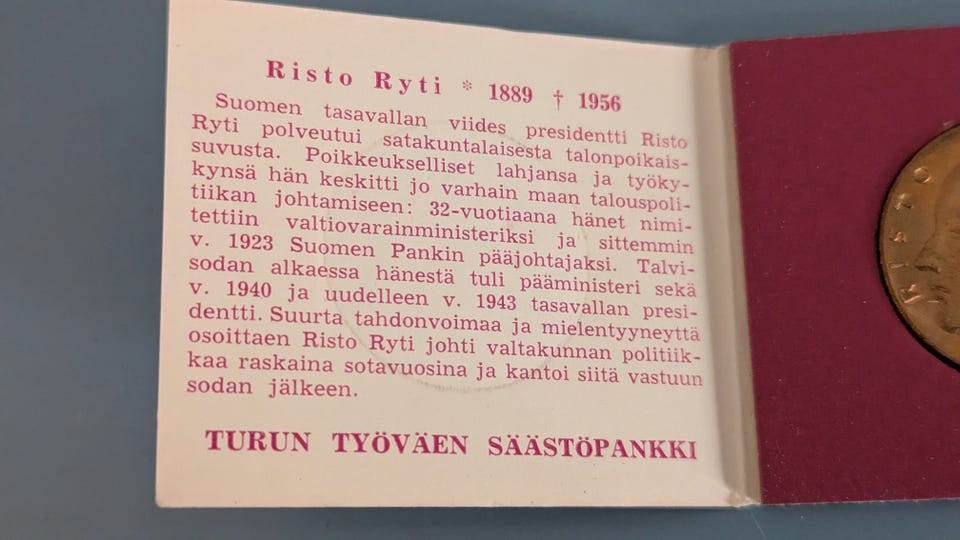 Risto Ryti * 1889 † 1956
Suomen tasavallan viides presidentti Risto
Ryti polveutui satakuntalaisesta talonpoikais-
suvusta. Poikkeukselliset lahjansa ja työky-
kynsä hän keskitti jo varhain maan talouspoli-
tiikan johtamiseen: 32-vuotiaana hänet nimi-
tettiin valtiovarainministeriksi ja sittemmin
v. 1923 Suomen Pankin pääjohtajaksi. Talvi-
sodan alkaessa hänestä tuli pääministeri sekä
v. 1940 ja uudelleen v. 1943 tasavallan presi-
dentti. Suurta tahdonvoimaa ja mielentyyneyttä
osoittaen Risto Ryti johti valtakunnan politiik-
kaa raskaina sotavuosina ja kantoi siitä vastuun
sodan jälkeen.
TURUN TYÖVÄEN SÄÄSTÖPANKKI
RISTO